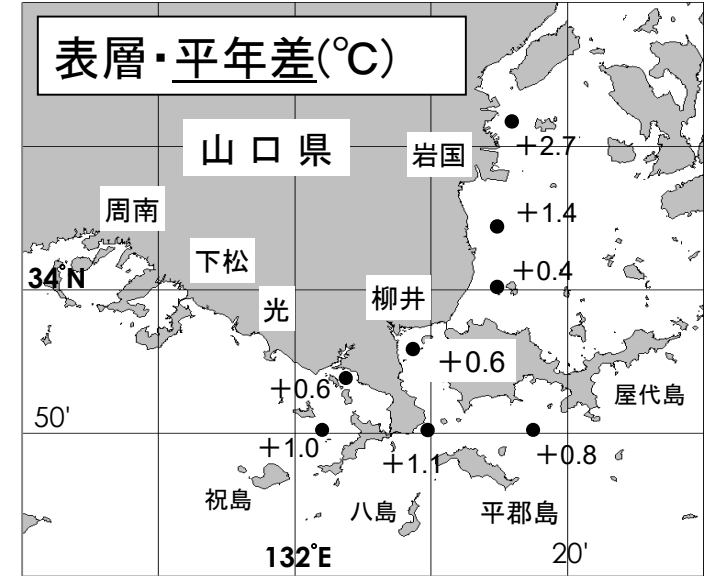 表層・平年差(℃)
山口県
岩国
+2.7
周南
+1.4
下松
34°N
+0.4
光
柳井
+0.6
+0.6
屋代島
50'
+1.0
+1.1
+0.8
祝島
八島
平郡島
132°E
20'